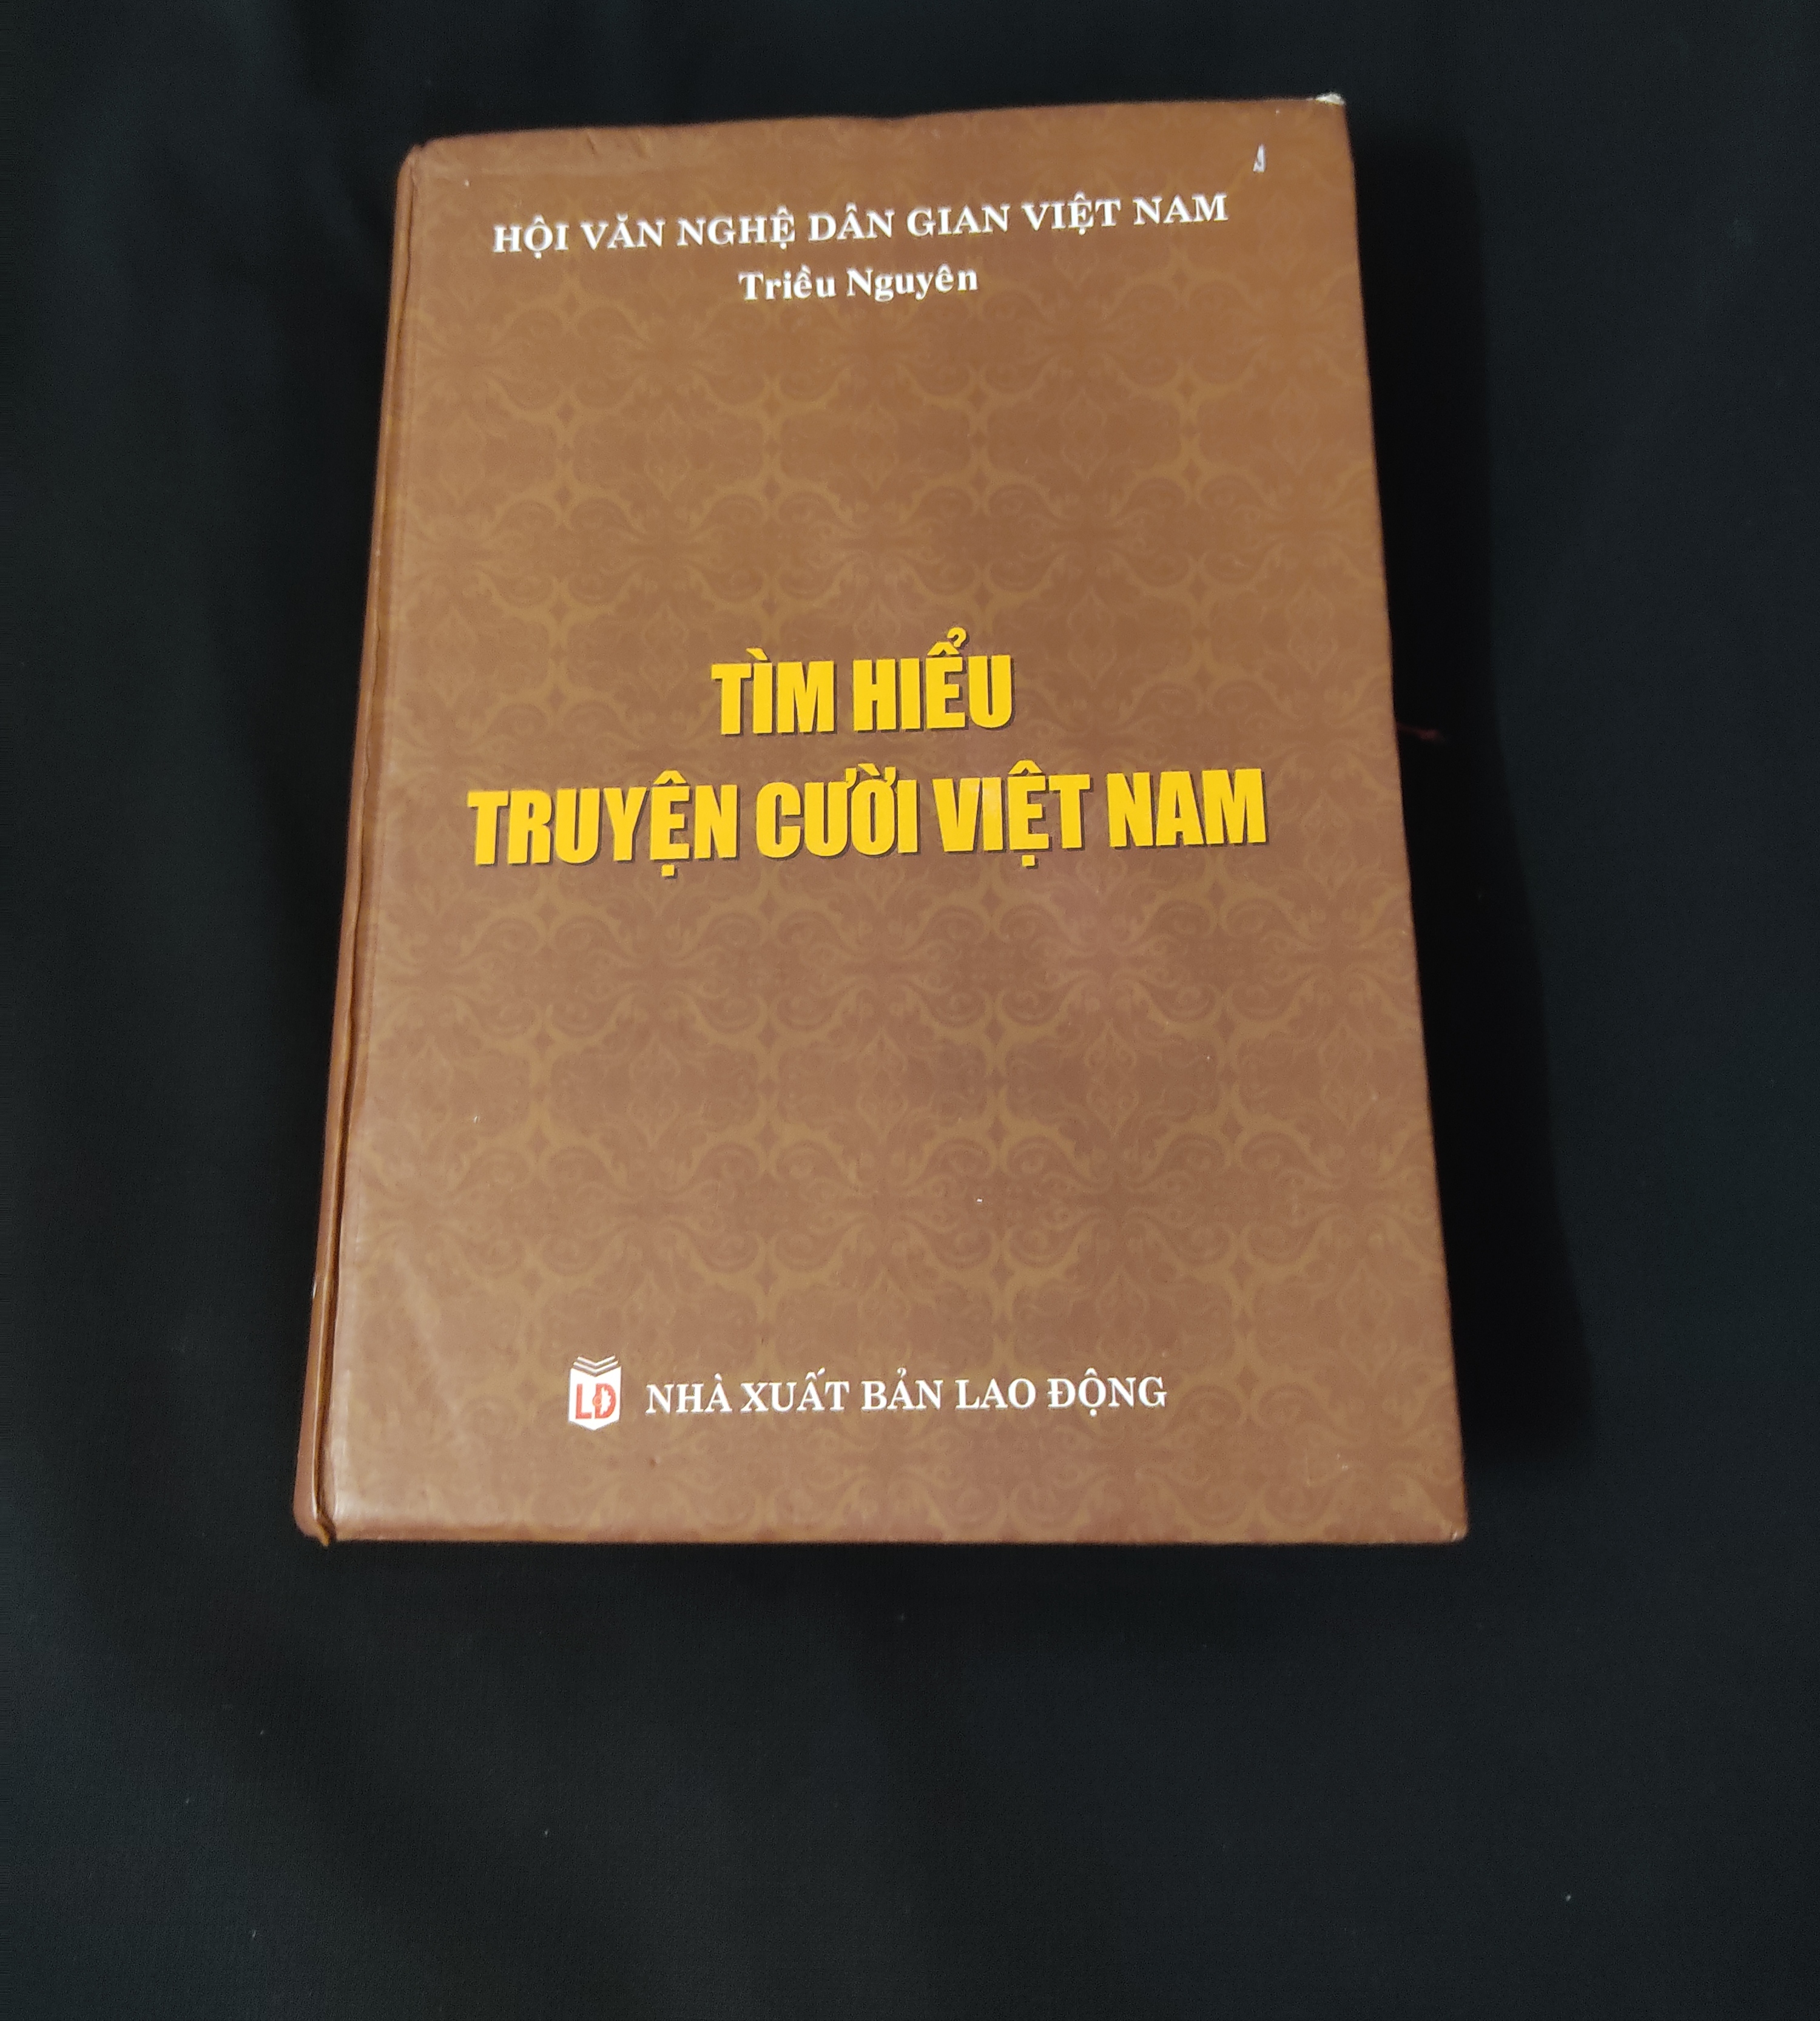 HỘI VĂN NGHỆ DÂN GIAN VIỆT NAM
Triều Nguyên
TÌM HIỂU
TRUYỆN CƯỜI VIỆT NAM
LĐ NHÀ XUẤT BẢN LAO ĐỘNG